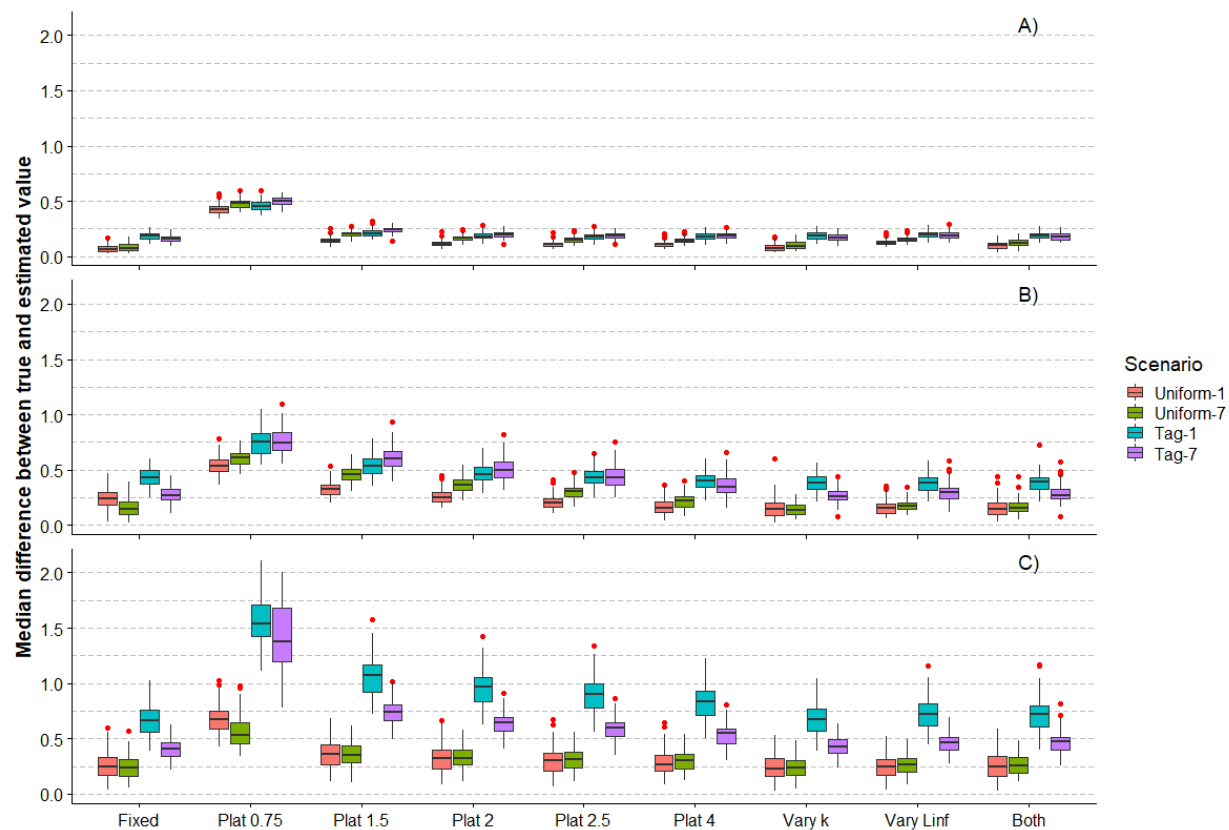 Median difference between true and estimated value
A)
2.0
1.5
1.0
0.5
0.0
B)
2.0
1.5
1.0
0.5
0.0
C)
2.0
1.5
1.0
0.5
0.0
Fixed Plat 0.75 Plat 1.5 Plat 2 Plat 2.5 Plat 4 Vary k Vary Linf Both
Scenario
Uniform-1
Uniform-7
Tag-1
Tag-7